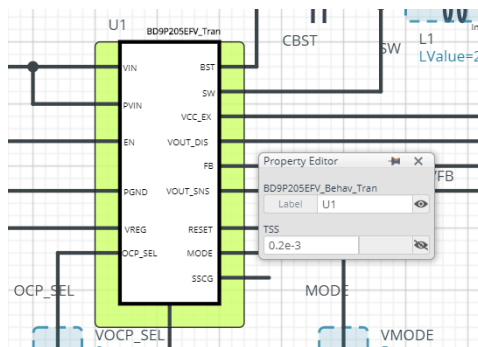 U1
BD9P205EFV_Tran
CBST
SW
L1
LValue=2
VIN
PVIN
EN
PGND
VREG
OCP_SEL
BST
SW
VCC_EX
VOUT_DIS
FB
VOUT_SNS
RESET
MODE
SSCG
Property Editor
BD9P205EFV_Behav_Tran
Label U1
TSS
0.2e-3
/FB
OCP_SEL
MODE
VOCP_SEL
VMODE